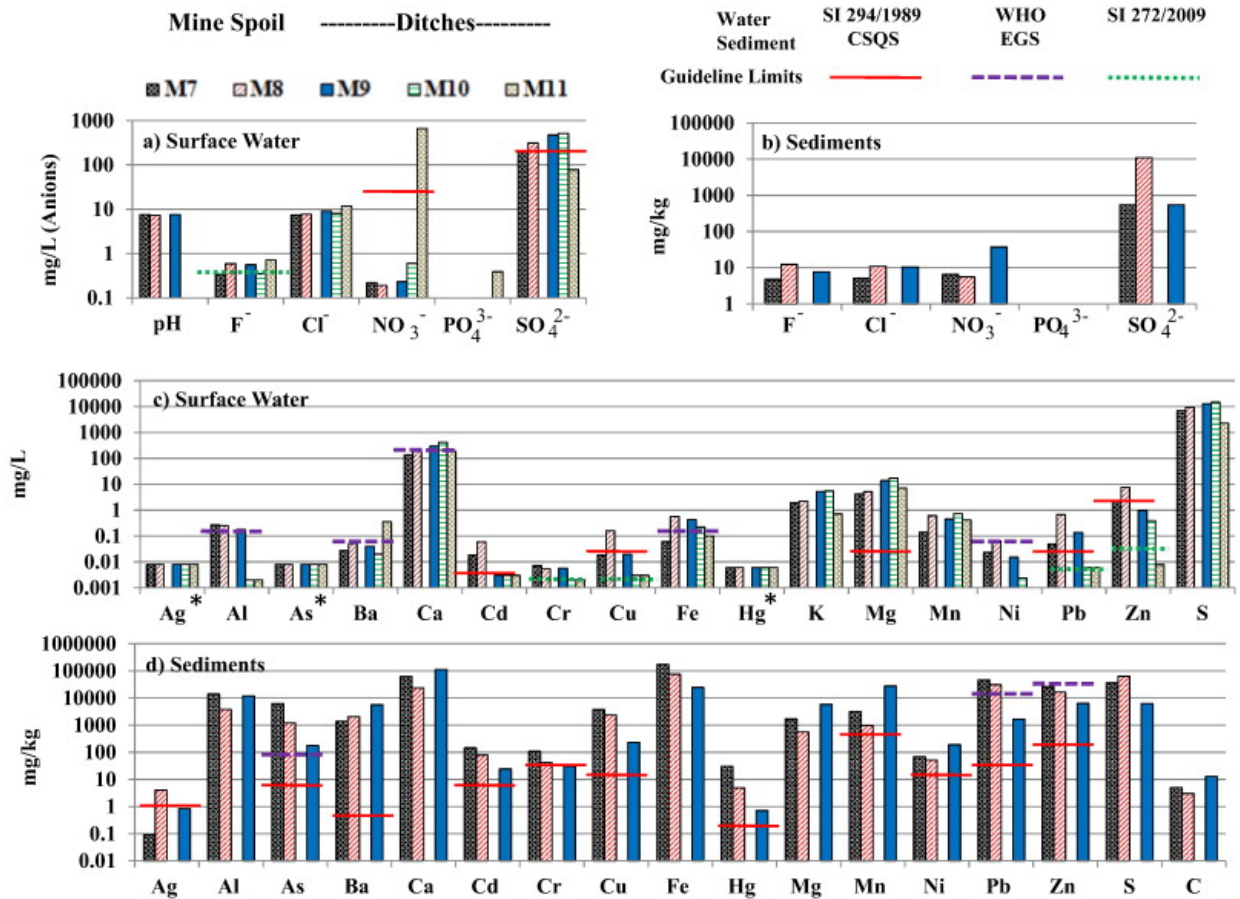 Mine Spoil ---------Ditches---------
Water SI 294/1989 WHO SI 272/2009
Sediment CSQS EGS
Guideline Limits
M7 M8 M9 M10 M11
a) Surface Water
mg/L (Anions)
1000
100
10
1
0.1
pH F⁻ Cl⁻ NO₃⁻ PO₄³⁻ SO₄²⁻
b) Sediments
mg/kg
100000
10000
1000
100
10
1
F⁻ Cl⁻ NO₃⁻ PO₄³⁻ SO₄²⁻
c) Surface Water
mg/L
100000
10000
1000
100
10
1
0.1
0.01
0.001
Ag* Al As* Ba Ca Cd Cr Cu Fe Hg* K Mg Mn Ni Pb Zn S
d) Sediments
mg/kg
1000000
100000
10000
1000
100
10
1
0.1
0.01
Ag Al As Ba Ca Cd Cr Cu Fe Hg Mg Mn Ni Pb Zn S C